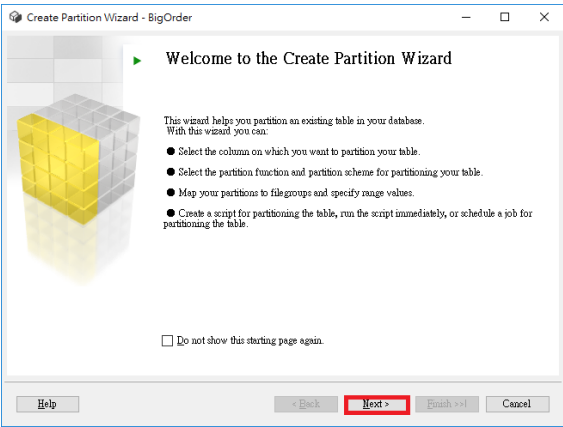 Create Partition Wizard - BigOrder
Welcome to the Create Partition Wizard
This wizard helps you partition an existing table in your database.
With this wizard you can:
● Select the column on which you want to partition your table.
● Select the partition function and partition scheme for partitioning your table.
● Map your partitions to filegroups and specify range values.
● Create a script for partitioning the table, run the script immediately, or schedule a job for
partitioning the table.
Do not show this starting page again.
Help
< Back
Next >
Finish >>|
Cancel